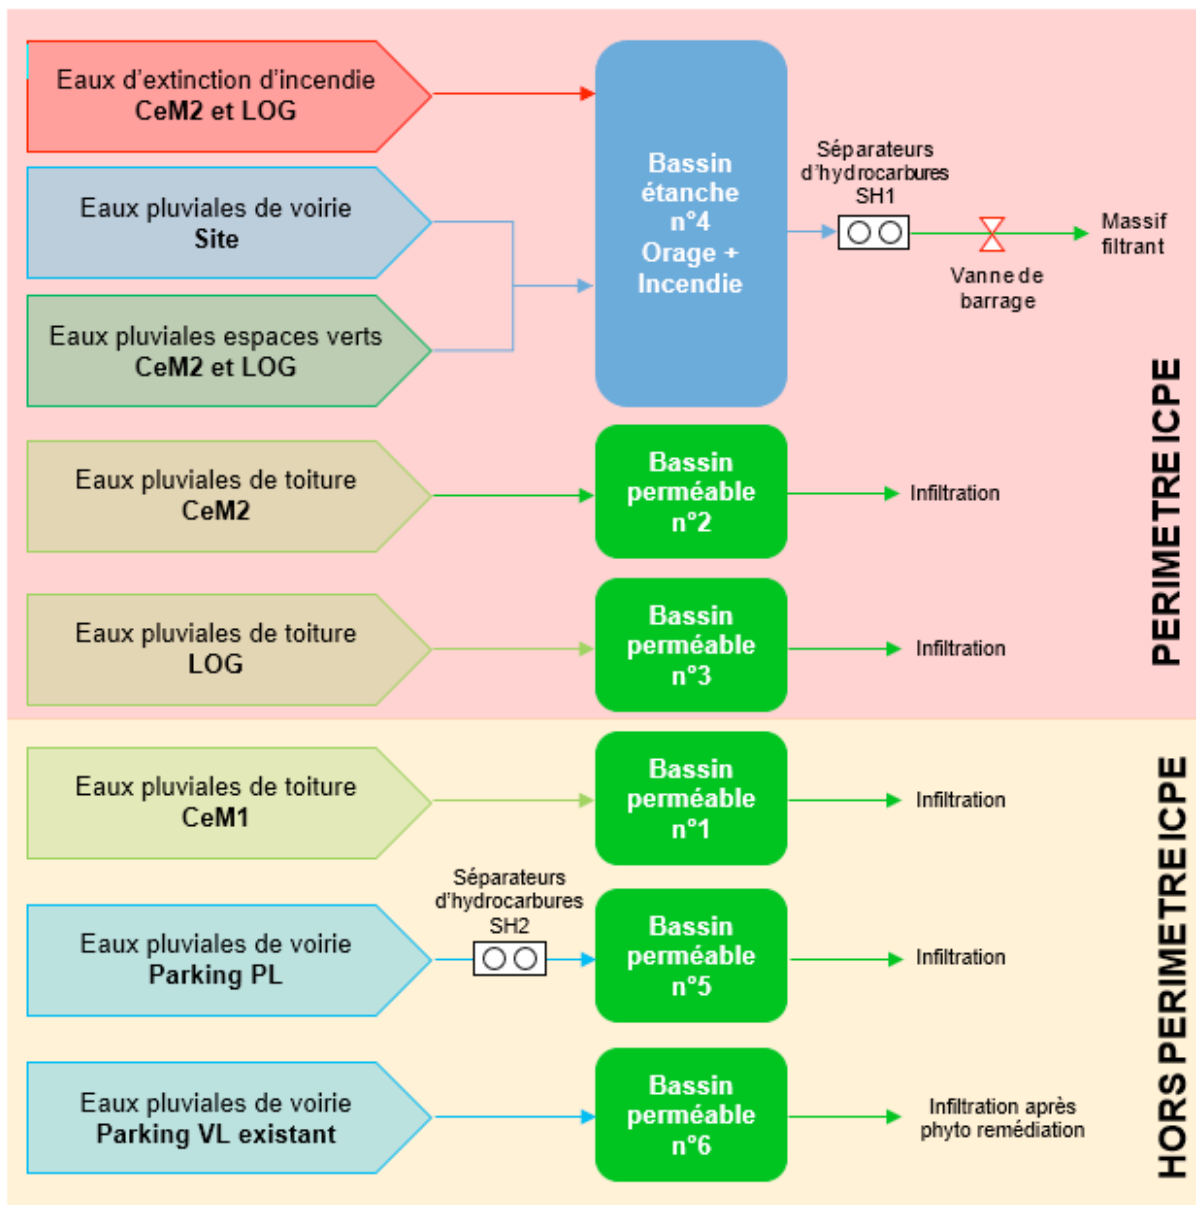 Eaux d'extinction d'incendie
CeM2 et LOG
Eaux pluviales de voirie
Site
Eaux pluviales espaces verts
CeM2 et LOG
Bassin
étanche
n°4
Orage +
Incendie
Séparateurs
d'hydrocarbures
SH1
Vanne de
barrage
Massif
filtrant
Eaux pluviales de toiture
CeM2
Bassin
perméable
n°2
Infiltration
Eaux pluviales de toiture
LOG
Bassin
perméable
n°3
Infiltration
PERIMETRE ICPE
Eaux pluviales de toiture
CeM1
Bassin
perméable
n°1
Infiltration
Eaux pluviales de voirie
Parking PL
Séparateurs
d'hydrocarbures
SH2
Bassin
perméable
n°5
Infiltration
Eaux pluviales de voirie
Parking VL existant
Bassin
perméable
n°6
Infiltration après
phyto remédiation
HORS PERIMETRE ICPE